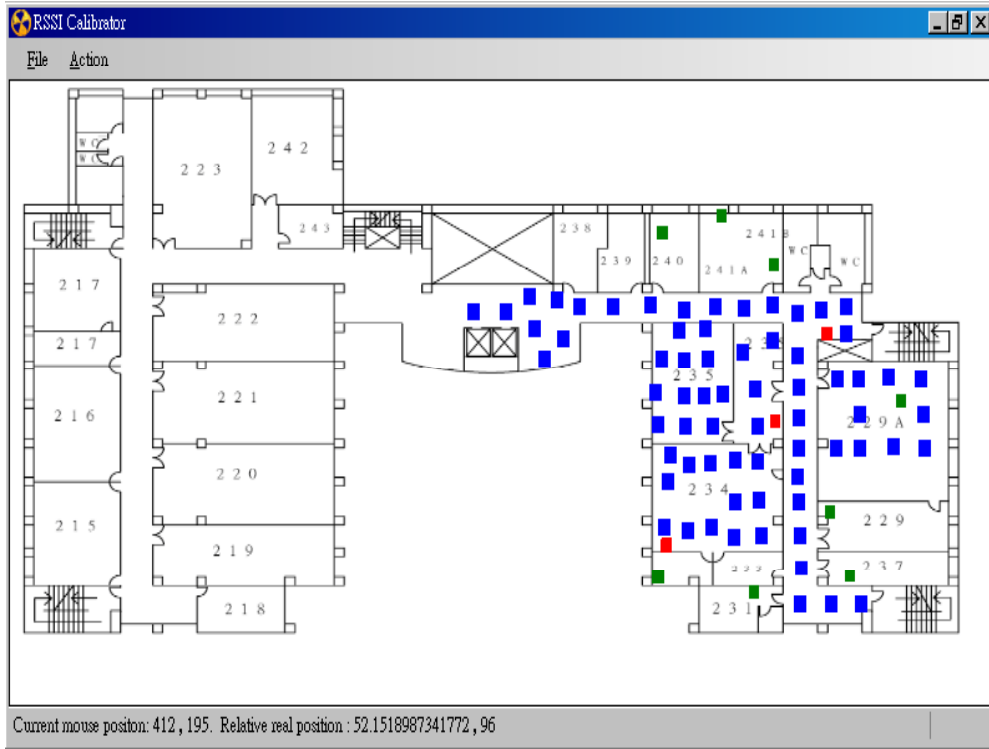 RSSI Calibrator
File Action
W C
W C
2 2 3
2 4 2
2 4 3
2 3 8
2 3 9
2 4 0
2 4 1 A
2 4 1 B
W C
W C
2 1 7
2 2 2
2 1 7
2 3 5
2 1 6
2 2 1
2 2 9 A
2 2 0
2 3 4
2 1 5
2 1 9
2 2 9
2 3 7
2 1 8
2 3 1
Current mouse positon: 412 , 195. Relative real position : 52.1518987341772 , 96